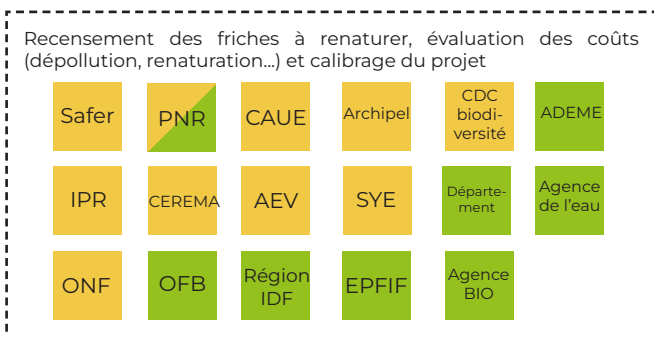 Recensement des friches à renaturer, évaluation des coûts
(dépollution, renaturation...) et calibrage du projet
Safer
PNR
CAUE
Archipel
CDC
biodi-
versité
ADEME
IPR
CEREMA
AEV
SYE
Départe-
ment
Agence
de l'eau
ONF
OFB
Région
IDF
EPFIF
Agence
BIO